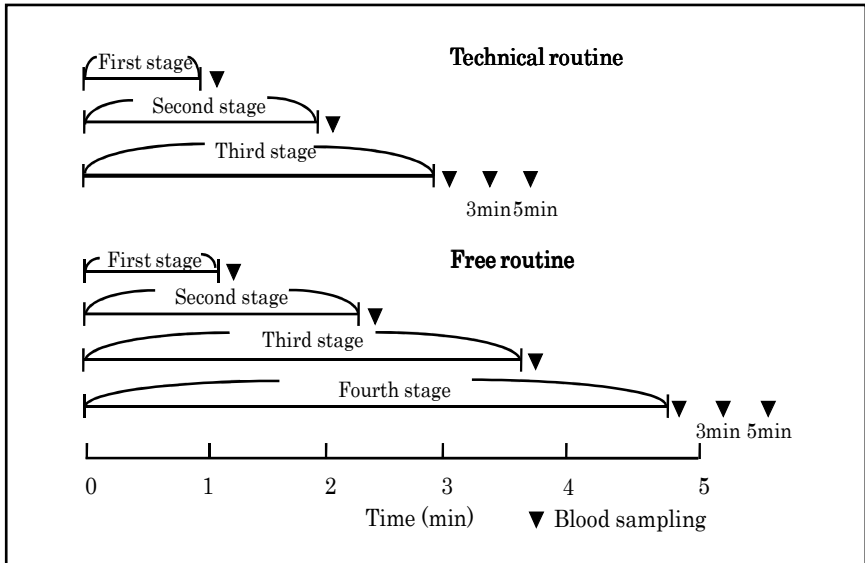 First stage
Technical routine
Second stage
Third stage
3min 5min
First stage
Free routine
Second stage
Third stage
Fourth stage
3min 5min
0 1 2 3 4 5
Time (min) ▼ Blood sampling